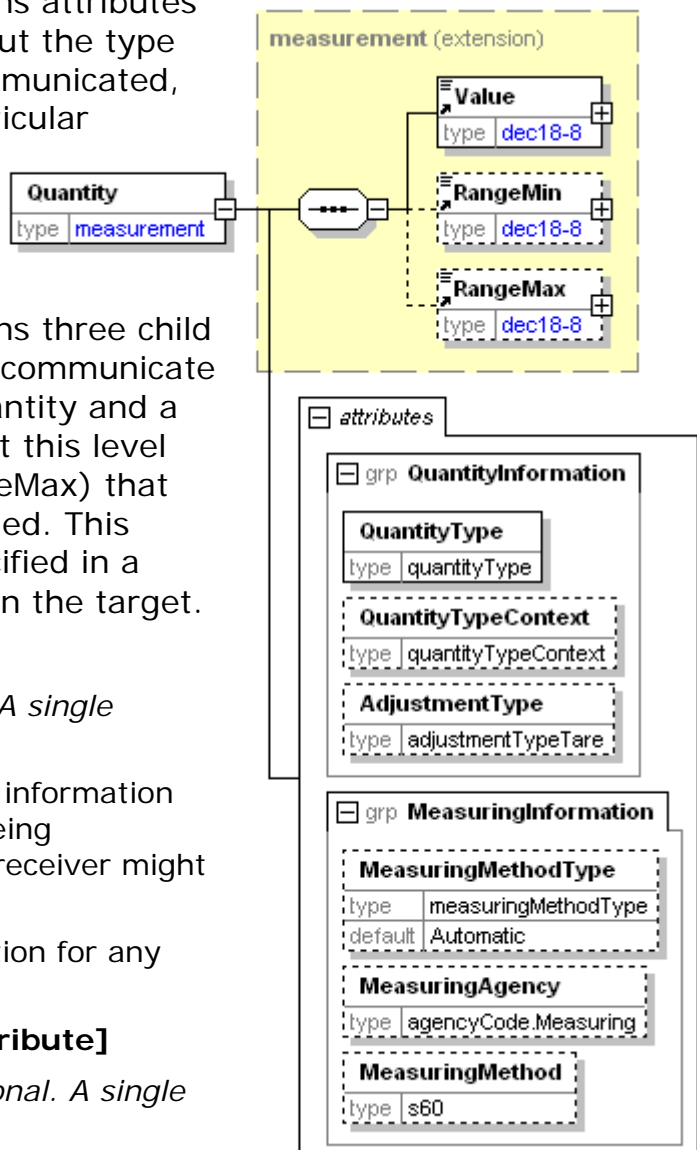 ns attributes
ut the type
municated,
icular
measurement (extension)
Value
type dec18-8
RangeMin
type dec18-8
RangeMax
type dec18-8
Quantity
type measurement
ns three child
communicate
antity and a
t this level
eMax) that
ed. This
ified in a
n the target.
A single
information
eing
receiver might
tion for any
ribute]
onal. A single
attributes
grp QuantityInformation
QuantityType
type quantityType
QuantityTypeContext
type quantityTypeContext
AdjustmentType
type adjustmentTypeTare
grp MeasuringInformation
MeasuringMethodType
type measuringMethodType
default Automatic
MeasuringAgency
type agencyCode.Measuring
MeasuringMethod
type s60